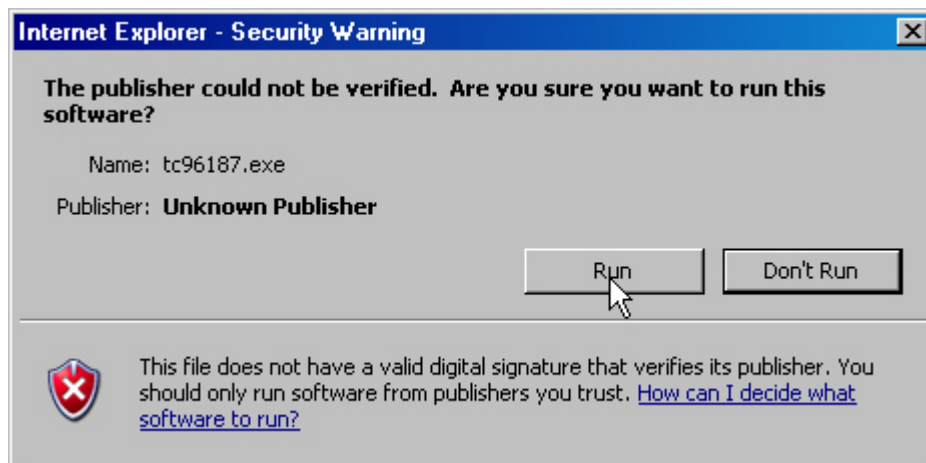 Internet Explorer - Security Warning
The publisher could not be verified.  Are you sure you want to run this
software?
Name: tc96187.exe
Publisher: Unknown Publisher
Run Don't Run
This file does not have a valid digital signature that verifies its publisher. You
should only run software from publishers you trust. How can I decide what
software to run?